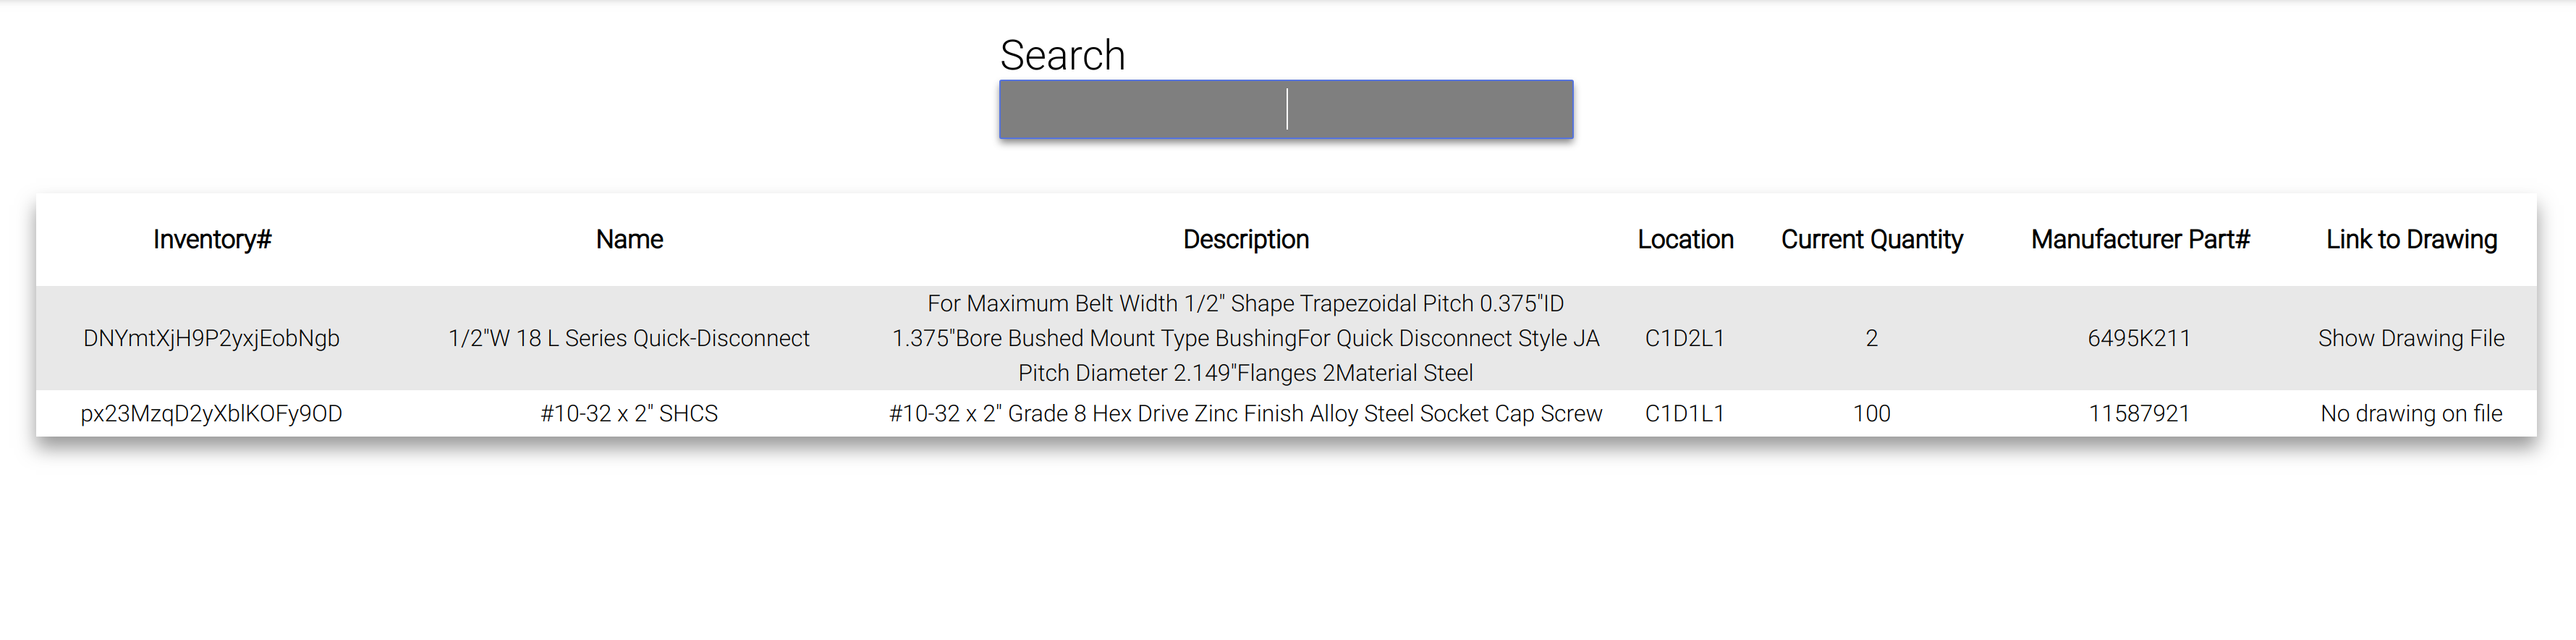 Search
Inventory# Name Description Location Current Quantity Manufacturer Part# Link to Drawing
For Maximum Belt Width 1/2" Shape Trapezoidal Pitch 0.375"ID
DNYmtXjH9P2yxjEobNgb 1/2"W 18 L Series Quick-Disconnect 1.375"Bore Bushed Mount Type BushingFor Quick Disconnect Style JA C1D2L1 2 6495K211 Show Drawing File
Pitch Diameter 2.149"Flanges 2Material Steel
px23MzqD2yXblKOFy9OD #10-32 x 2" SHCS #10-32 x 2" Grade 8 Hex Drive Zinc Finish Alloy Steel Socket Cap Screw C1D1L1 100 11587921 No drawing on file